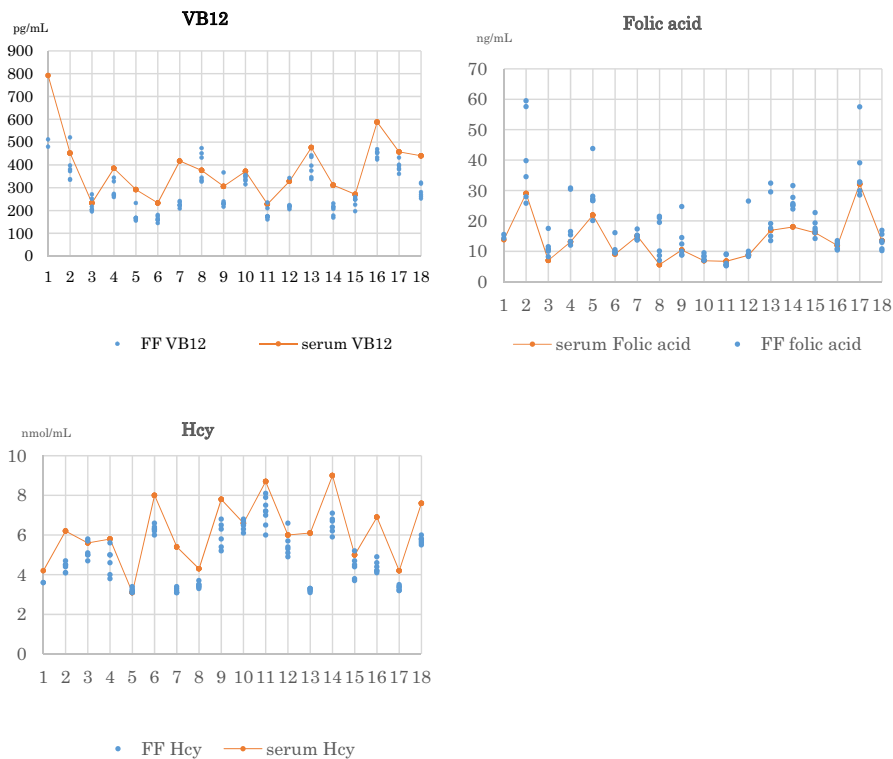 VB12
pg/mL
900
800
700
600
500
400
300
200
100
0
1 2 3 4 5 6 7 8 9 10 11 12 13 14 15 16 17 18
FF VB12 serum VB12
Folic acid
ng/mL
70
60
50
40
30
20
10
0
1 2 3 4 5 6 7 8 9 10 11 12 13 14 15 16 17 18
serum Folic acid FF folic acid
Hcy
nmol/mL
10
8
6
4
2
0
1 2 3 4 5 6 7 8 9 10 11 12 13 14 15 16 17 18
FF Hcy serum Hcy